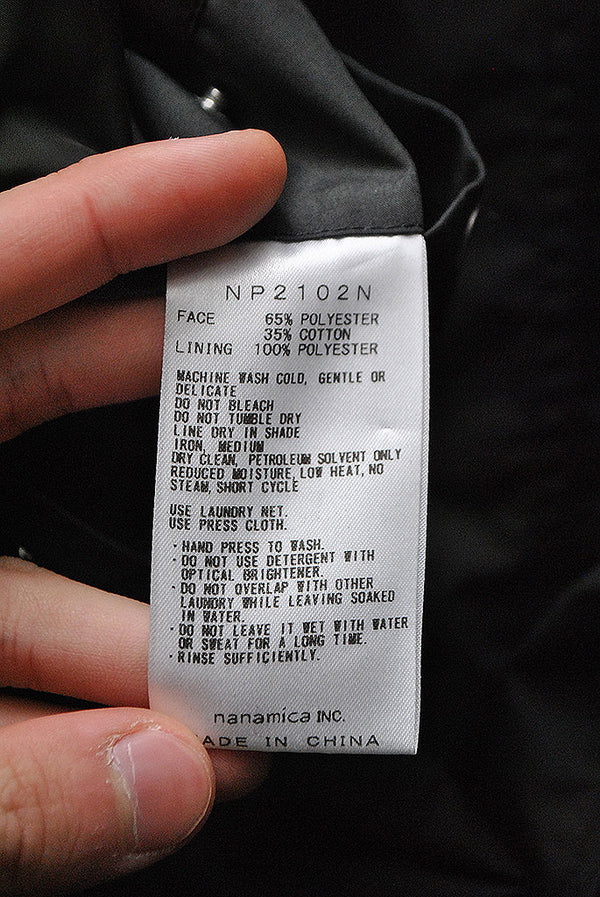 NP2102N
FACE 65% POLYESTER
35% COTTON
LINING 100% POLYESTER
MACHINE WASH COLD, GENTLE OR
DELICATE
DO NOT BLEACH
DO NOT TUMBLE DRY
LINE DRY IN SHADE
IRON, MEDIUM
DRY CLEAN, PETROLEUM SOLVENT ONLY
REDUCED MOISTURE, LOW HEAT, NO
STEAM, SHORT CYCLE
USE LAUNDRY NET.
USE PRESS CLOTH.
・HAND PRESS TO WASH.
・DO NOT USE DETERGENT WITH
OPTICAL BRIGHTENER.
・DO NOT OVERLAP WITH OTHER
LAUNDRY WHILE LEAVING SOAKED
IN WATER.
・DO NOT LEAVE IT WET WITH WATER
OR SWEAT FOR A LONG TIME.
・RINSE SUFFICIENTLY.
nanamica INC.
ADE IN CHINA